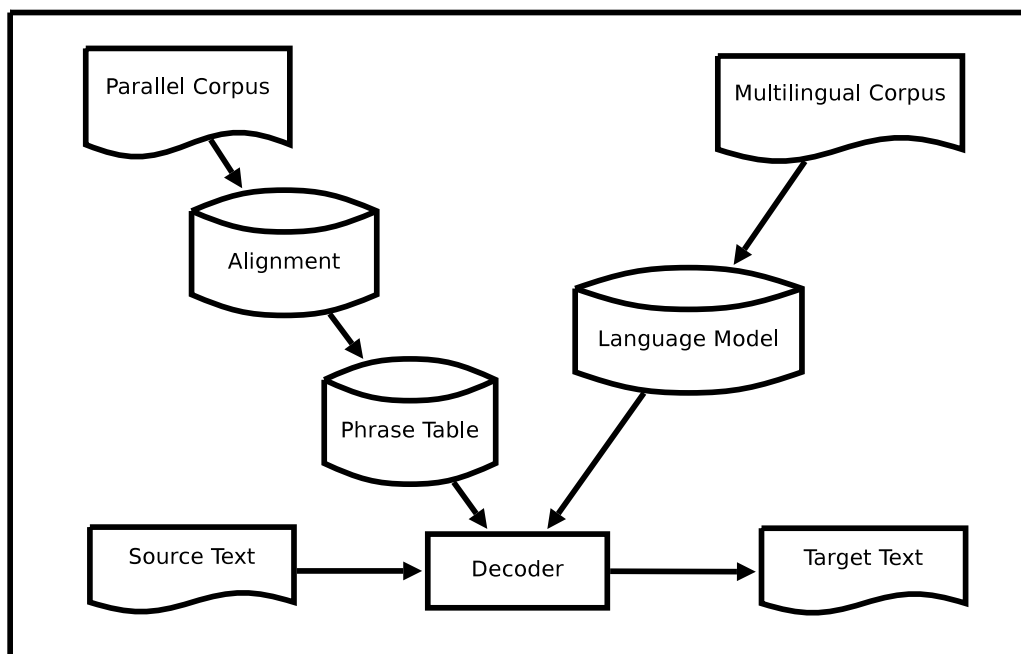 Parallel Corpus
Multilingual Corpus
Alignment
Language Model
Phrase Table
Source Text
Decoder
Target Text